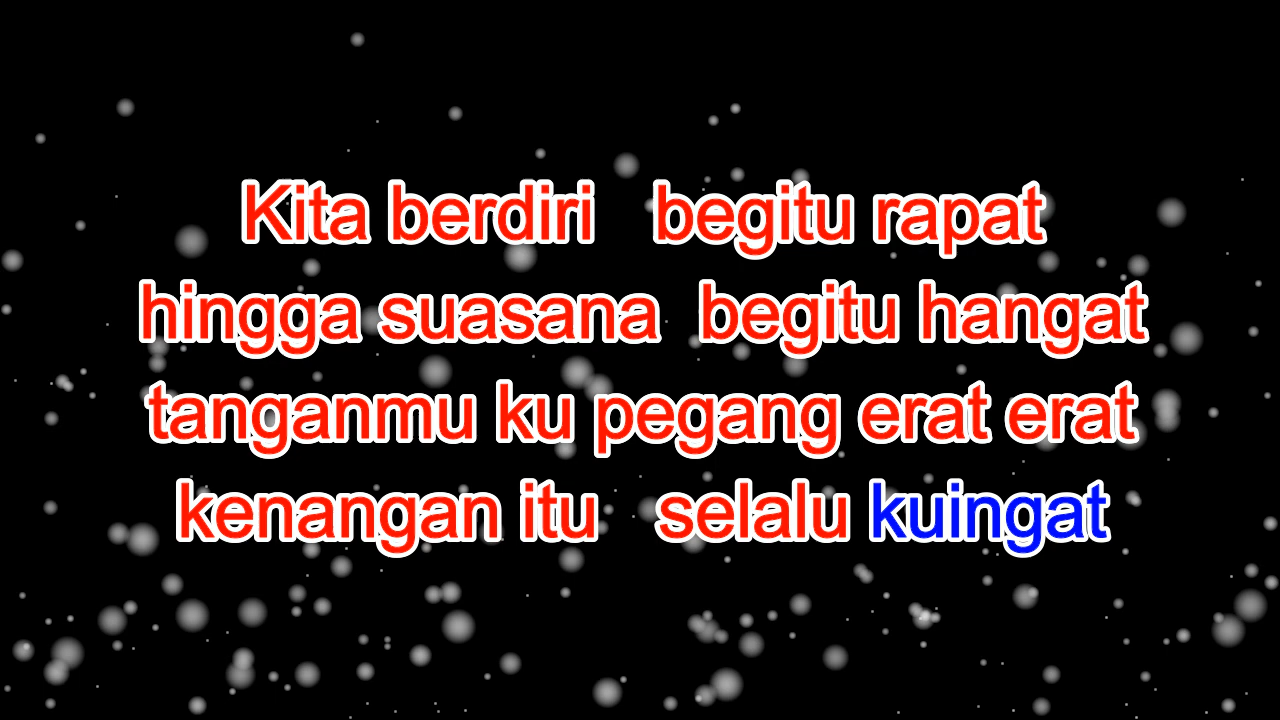 Kita berdiri begitu rapat
hingga suasana begitu hangat
tanganmu ku pegang erat erat
kenangan itu selalu kuingat